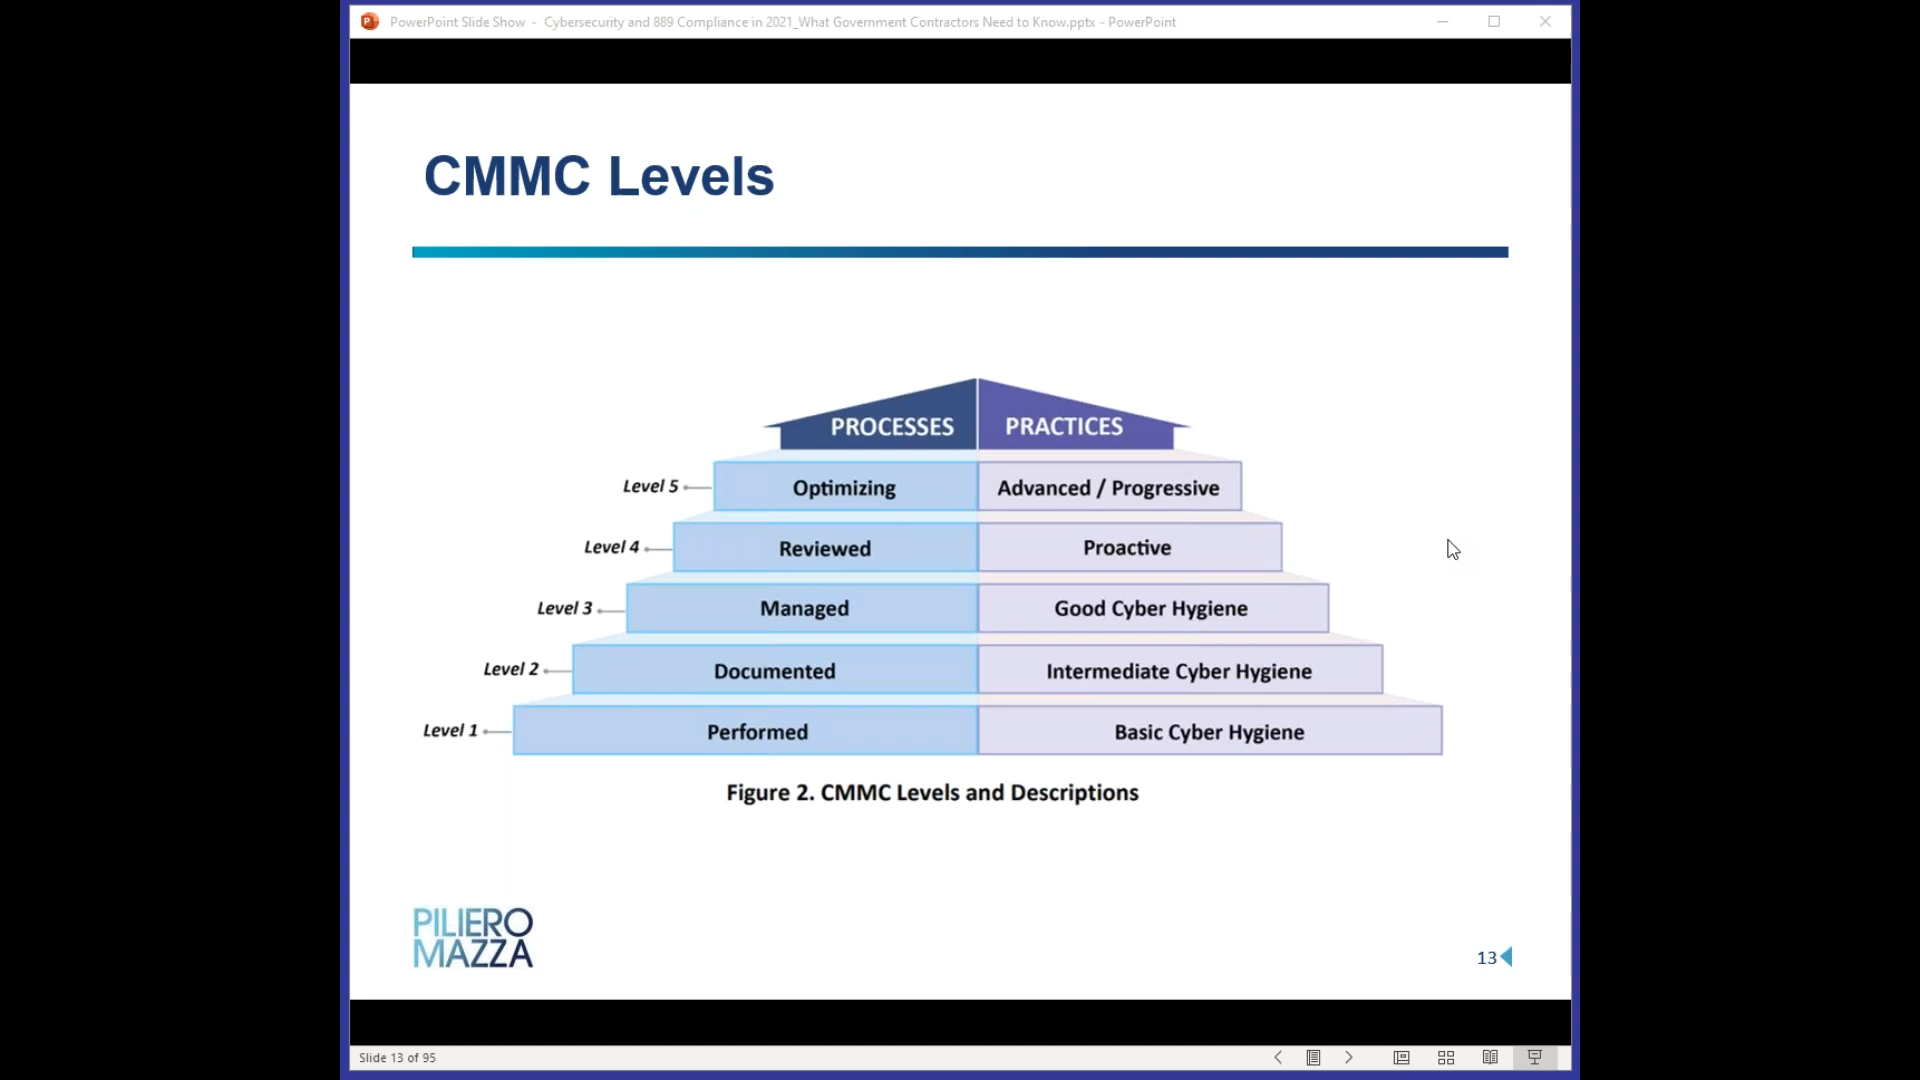 PowerPoint Slide Show - Cybersecurity and 889 Compliance in 2021_What Government Contractors Need to Know.pptx - PowerPoint
CMMC Levels
PROCESSES PRACTICES
Level 5 Optimizing Advanced / Progressive
Level 4 Reviewed Proactive
Level 3 Managed Good Cyber Hygiene
Level 2 Documented Intermediate Cyber Hygiene
Level 1 Performed Basic Cyber Hygiene
Figure 2. CMMC Levels and Descriptions
PILIERO
MAZZA
13
Slide 13 of 95